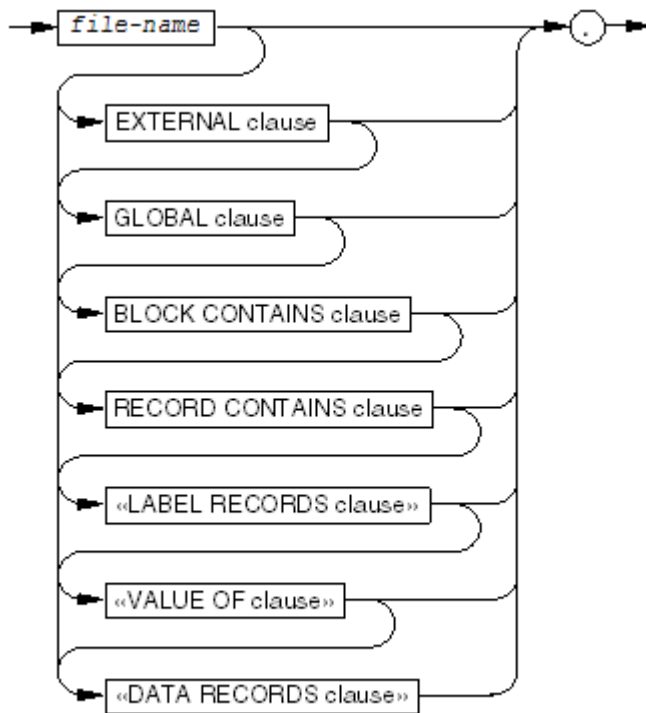 file-name
.
EXTERNAL clause
GLOBAL clause
BLOCK CONTAINS clause
RECORD CONTAINS clause
«LABEL RECORDS clause»
«VALUE OF clause»
«DATA RECORDS clause»